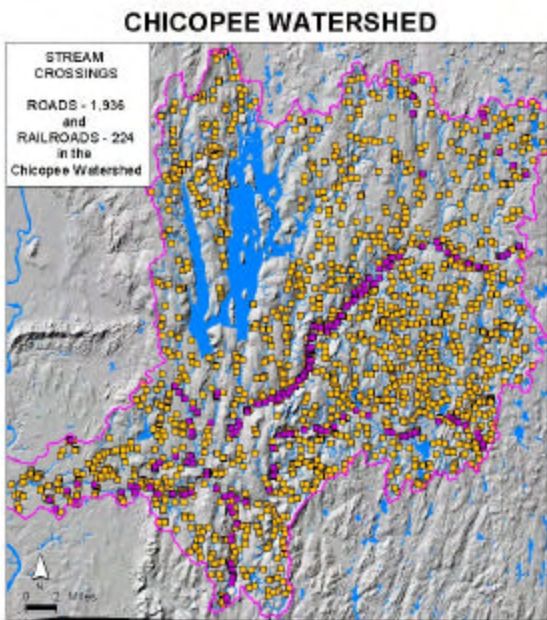 CHICOPEE WATERSHED
STREAM
CROSSINGS
ROADS - 1,936
and
RAILROADS - 224
in the
Chicopee Watershed
N
0 2 Miles